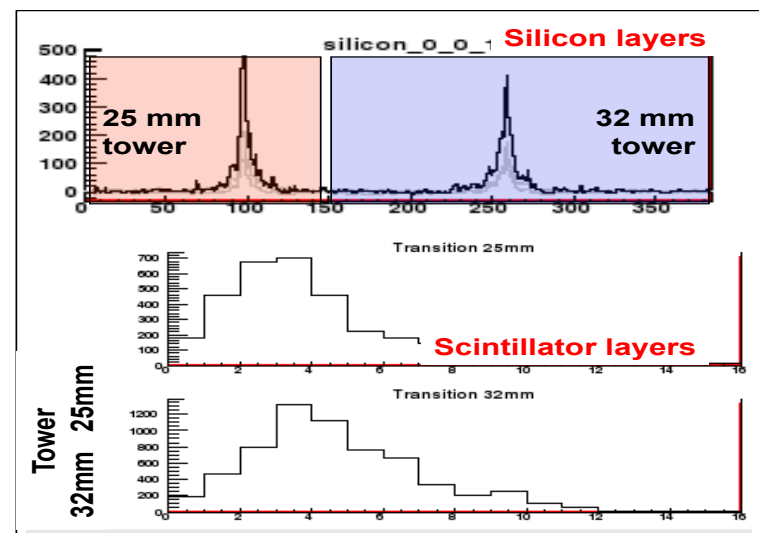 silicon_0_0_1 Silicon layers
500
400
300
200
100
0
25 mm
tower
32 mm
tower
0 50 100 150 200 250 300 350
Transition 25mm
700
600
500
400
300
200
100
0
Scintillator layers
0 2 4 6 8 10 12 14 16
Transition 32mm
1200
1000
800
600
400
200
0
0 2 4 6 8 10 12 14 16
Tower
32mm 25mm